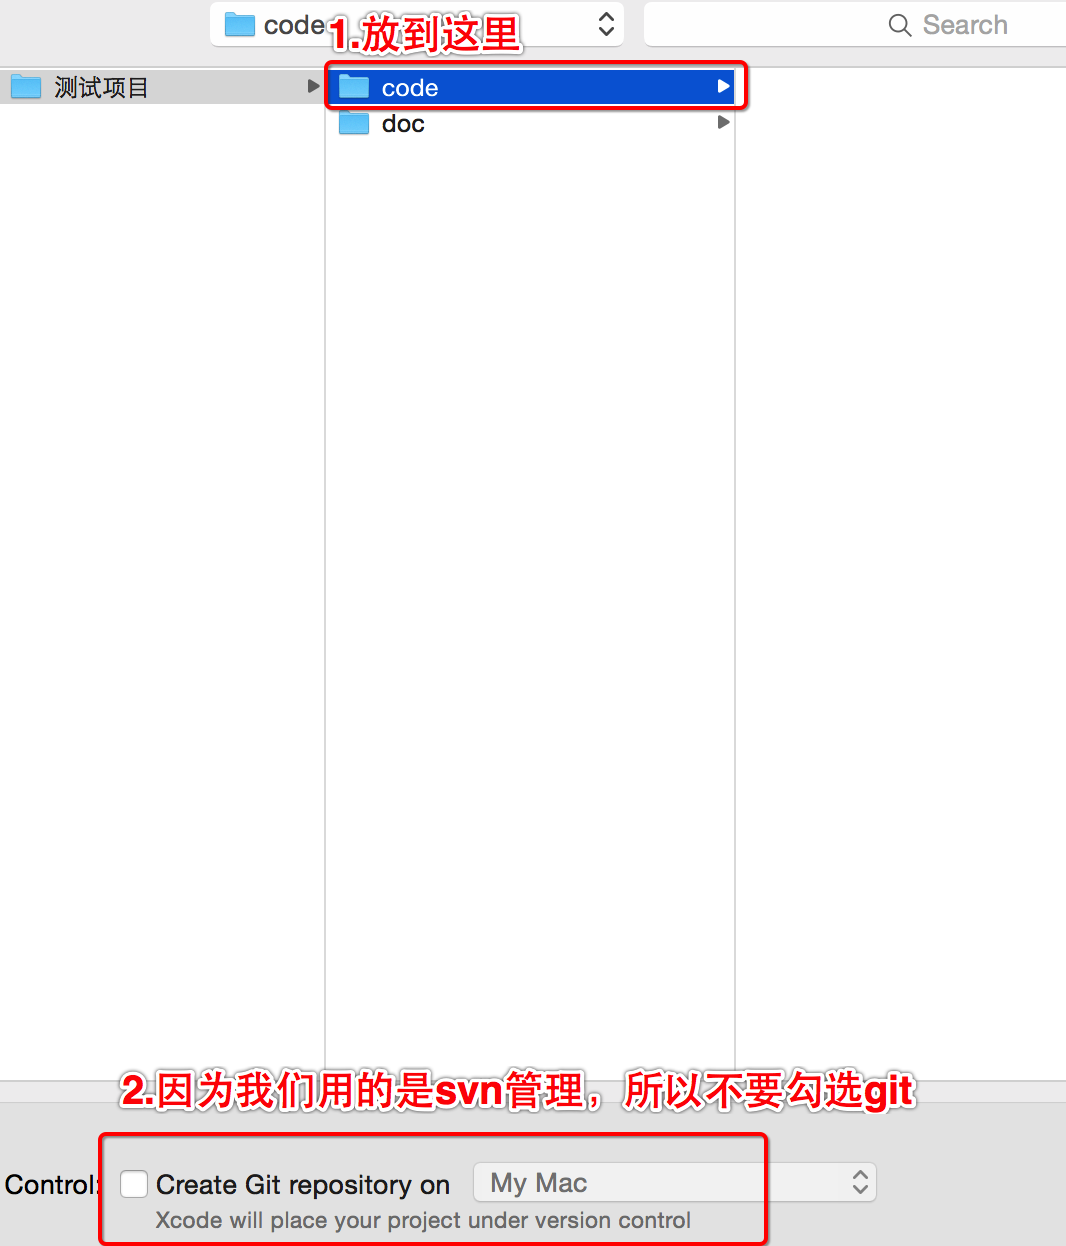 code
1.放到这里
Search
测试项目
code
doc
2.因为我们用的是svn管理，所以不要勾选git
Control:
Create Git repository on
My Mac
Xcode will place your project under version control